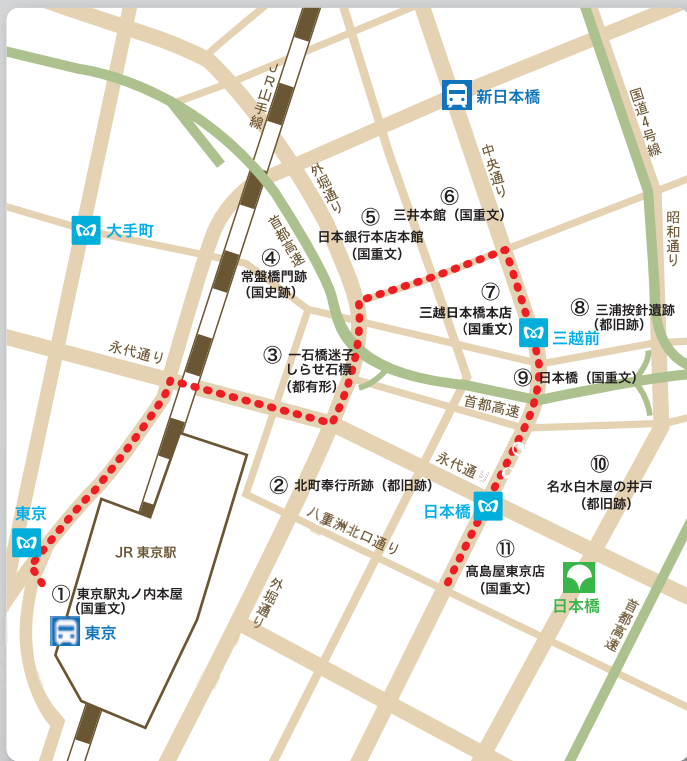 JR山手線
新日本橋
国道4号線
外堀通り
中央通り
⑥
三井本館（国重文）
⑤
日本銀行本店本館
（国重文）
昭和通り
大手町
首都高速
④
常盤橋門跡
（国史跡）
⑦
三越日本橋本店
（国重文）
⑧ 三浦按針遺跡
（都旧跡）
三越前
永代通り
③ 一石橋迷子
しらせ石標
（都有形）
⑨ 日本橋（国重文）
首都高速
永代通
⑩
名水白木屋の井戸
（都旧跡）
② 北町奉行所跡（都旧跡）
日本橋
八重洲北口通り
東京
JR 東京駅
⑪
髙島屋東京店
（国重文）
日本橋
① 東京駅丸ノ内本屋
（国重文）
東京
外堀通り
首都高速